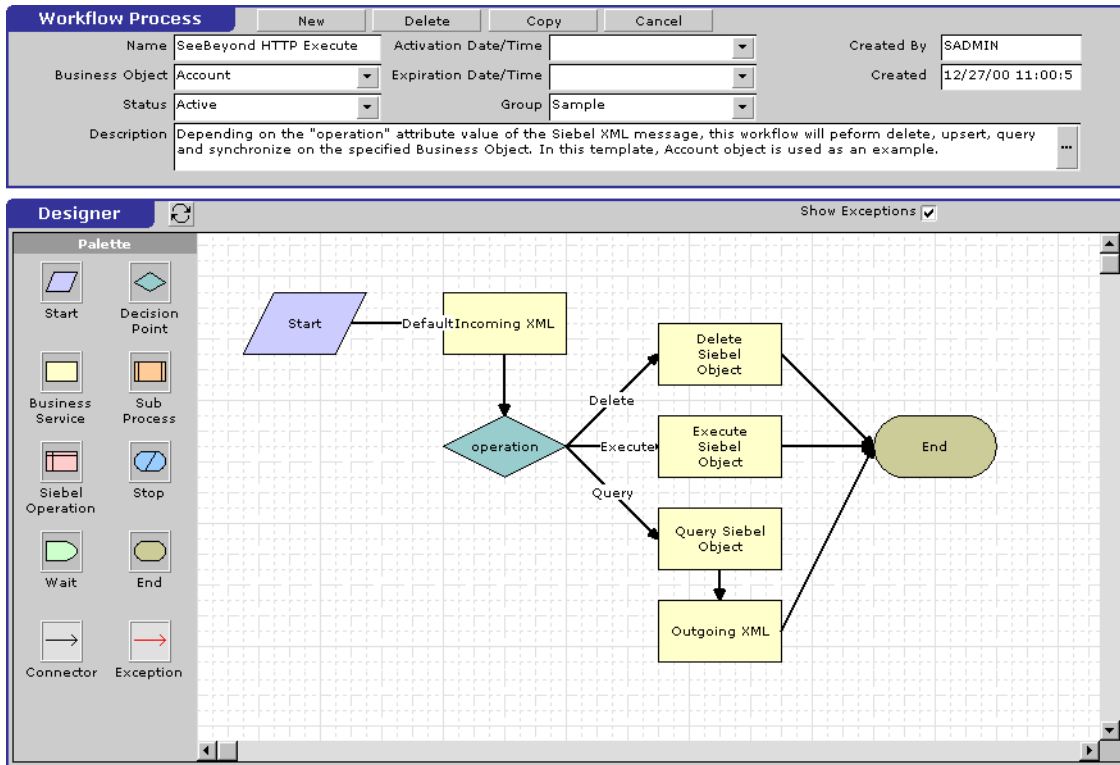 Workflow Process
New
Delete
Copy
Cancel
Name SeeBeyond HTTP Execute
Activation Date/Time
Created By SADMIN
Business Object Account
Expiration Date/Time
Created 12/27/00 11:00:5
Status Active
Group Sample
Description Depending on the "operation" attribute value of the Siebel XML message, this workflow will peform delete, upsert, query
and synchronize on the specified Business Object. In this template, Account object is used as an example.
...
Designer
Show Exceptions
Palette
Start
Decision
Point
Business
Service
Sub
Process
Siebel
Operation
Stop
Wait
End
Connector
Exception
Start
Default
Incoming XML
operation
Delete
Execute
Query
Delete
Siebel
Object
Execute
Siebel
Object
Query Siebel
Object
Outgoing XML
End